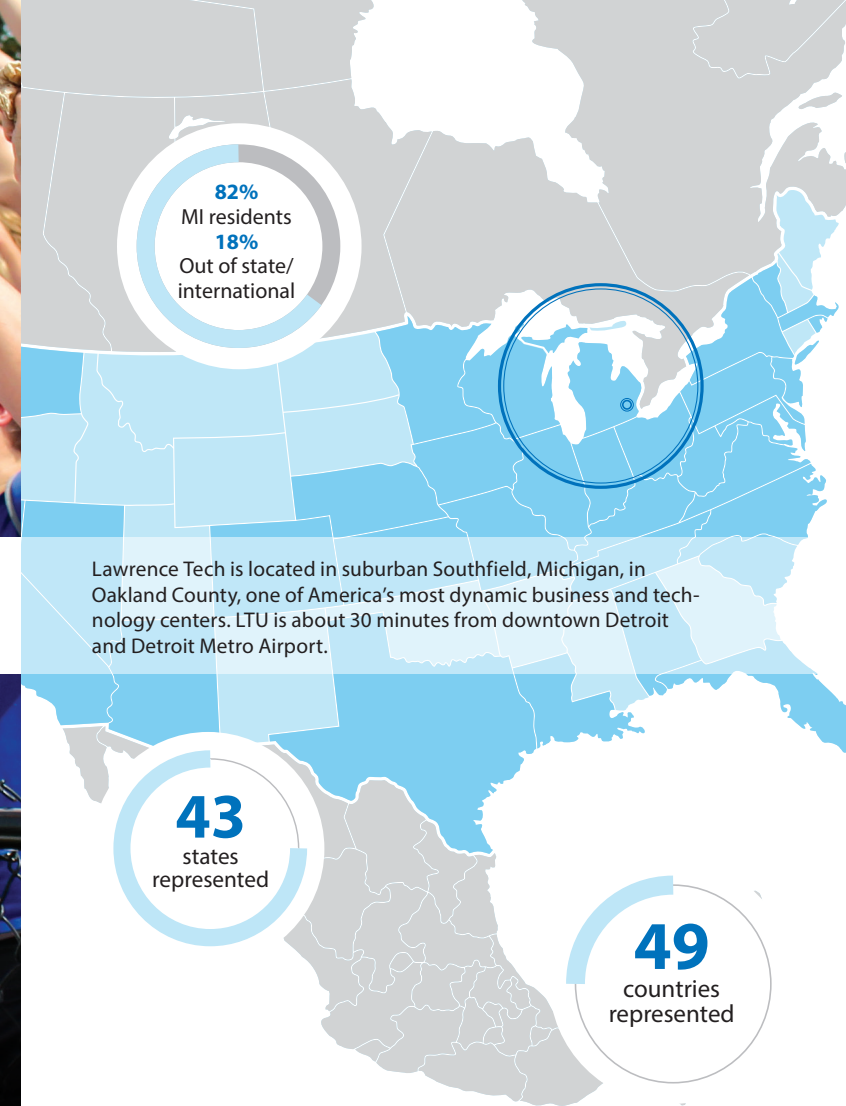 82%
MI residents
18%
Out of state/
international
Lawrence Tech is located in suburban Southfield, Michigan, in
Oakland County, one of America’s most dynamic business and tech-
nology centers. LTU is about 30 minutes from downtown Detroit
and Detroit Metro Airport.
43
states
represented
49
countries
represented